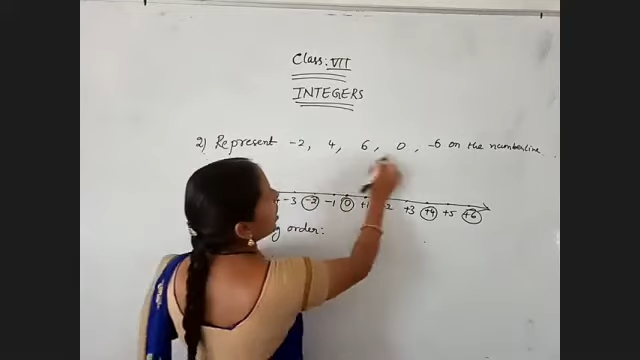 Class: VII
INTEGERS
2) Represent -2, 4, 6, 0, -6 on the numberline.
-3 -2 -1 0 +1 2 +3 +4 +5 +6
order: